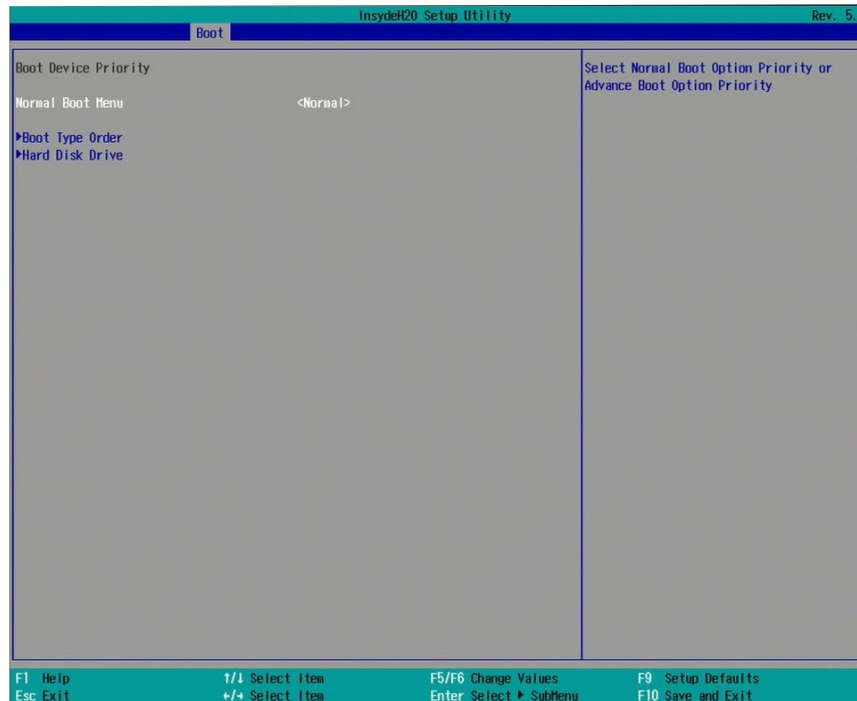 InsydeH20 Setup Utility Rev. 5.
Boot
Boot Device Priority
Normal Boot Menu <Normal>
▶Boot Type Order
▶Hard Disk Drive
Select Normal Boot Option Priority or
Advance Boot Option Priority
F1 Help ↑/↓ Select Item F5/F6 Change Values F9 Setup Defaults
Esc Exit ←/→ Select Item Enter Select ▶ SubMenu F10 Save and Exit